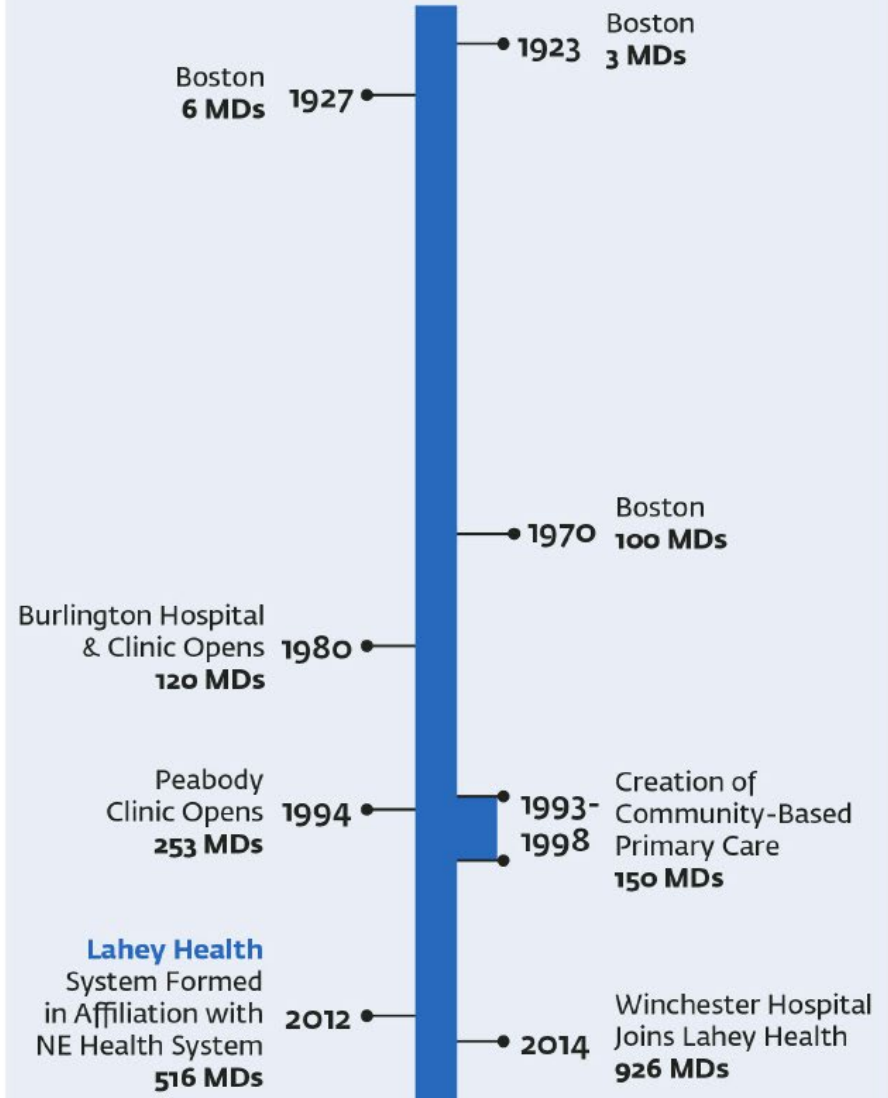 1923
Boston
3 MDs
Boston
6 MDs
1927
1970
Boston
100 MDs
Burlington Hospital
& Clinic Opens
120 MDs
1980
1993-
1998
Creation of
Community-Based
Primary Care
150 MDs
Peabody
Clinic Opens
253 MDs
1994
Lahey Health
System Formed
in Affiliation with
NE Health System
516 MDs
2012
2014
Winchester Hospital
Joins Lahey Health
926 MDs